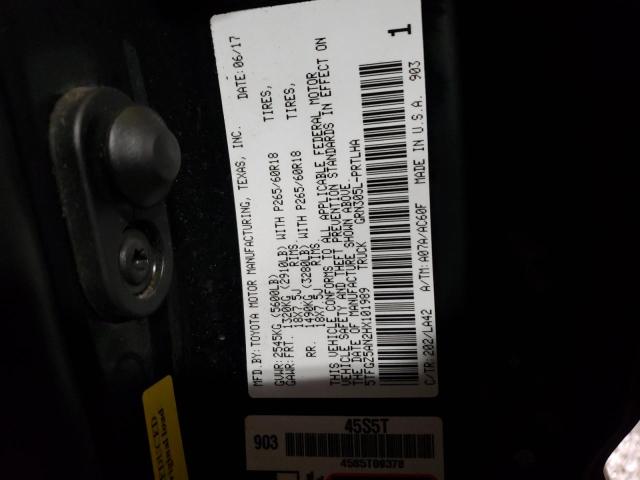 MFD.BY:TOYOTA MOTOR MANUFACTURING, TEXAS, INC. DATE:06/17
GVWR:2545KG (5600LB)
GAWR:FRT. 1320KG (2910LB) WITH P265/60R18 TIRES,
18X7.5J RIMS
RR. 1490KG (3280LB) WITH P265/60R18 TIRES,
18X7.5J RIMS
THIS VEHICLE CONFORMS TO ALL APPLICABLE FEDERAL MOTOR
VEHICLE SAFETY AND THEFT PREVENTION STANDARDS IN EFFECT ON
THE DATE OF MANUFACTURE SHOWN ABOVE.
5TFGZ5AN2HX101989 TRUCK GRN305L-PRTLHA
C/TR:202/LA42 A/TM:A07A/AC60F MADE IN U.S.A. 903
1
45S5T
903
45S5T09378